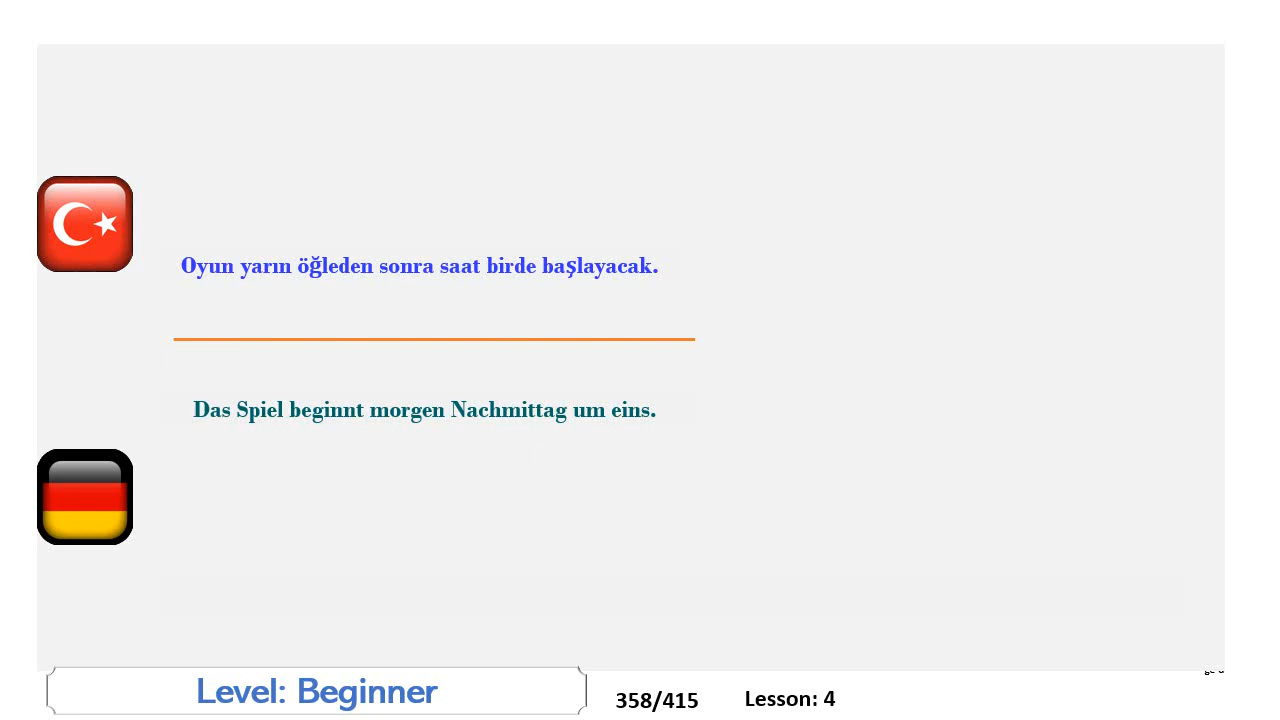 Oyun yarın öğleden sonra saat birde başlayacak.
Das Spiel beginnt morgen Nachmittag um eins.
Level: Beginner
358/415
Lesson: 4